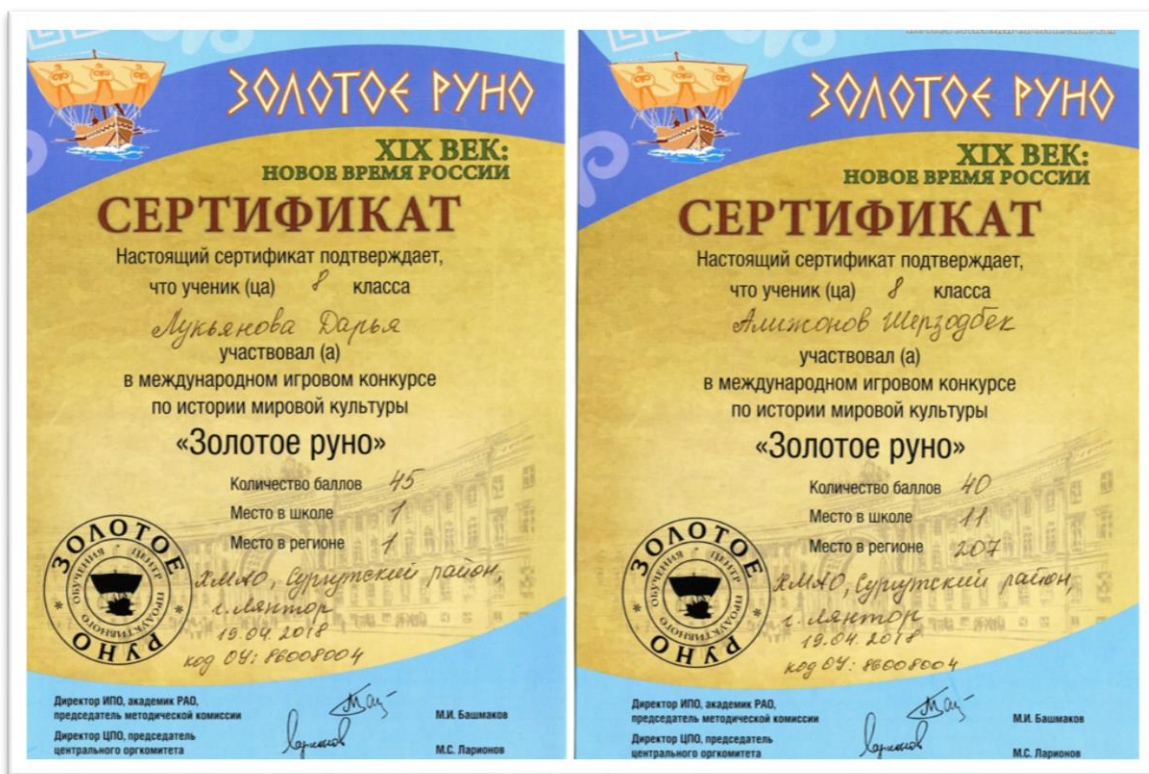 ЗОЛОТОЕ РУНО
XIX ВЕК:
НОВОЕ ВРЕМЯ РОССИИ
СЕРТИФИКАТ
Настоящий сертификат подтверждает,
что ученик (ца) 8 класса
Лукьянова Дарья
участвовал (а)
в международном игровом конкурсе
по истории мировой культуры
«Золотое руно»
Количество баллов 45
Место в школе 1
Место в регионе 1
ХМАО, Сургутский район,
г. Лянтор
19.04.2018
код ОУ: 86008004
ЗОЛОТОЕ РУНО
ЦЕНТР ПРОДУКТИВНОГО ОБУЧЕНИЯ
Директор ИПО, академик РАО,
председатель методической комиссии
М.И. Башмаков
Директор ЦПО, председатель
центрального оргкомитета
М.С. Ларионов
ЗОЛОТОЕ РУНО
XIX ВЕК:
НОВОЕ ВРЕМЯ РОССИИ
СЕРТИФИКАТ
Настоящий сертификат подтверждает,
что ученик (ца) 8 класса
Алижонов Шерзодбек
участвовал (а)
в международном игровом конкурсе
по истории мировой культуры
«Золотое руно»
Количество баллов 40
Место в школе 11
Место в регионе 207
ХМАО, Сургутский район,
г. Лянтор
19.04.2018
код ОУ: 86008004
ЗОЛОТОЕ РУНО
ЦЕНТР ПРОДУКТИВНОГО ОБУЧЕНИЯ
Директор ИПО, академик РАО,
председатель методической комиссии
М.И. Башмаков
Директор ЦПО, председатель
центрального оргкомитета
М.С. Ларионов